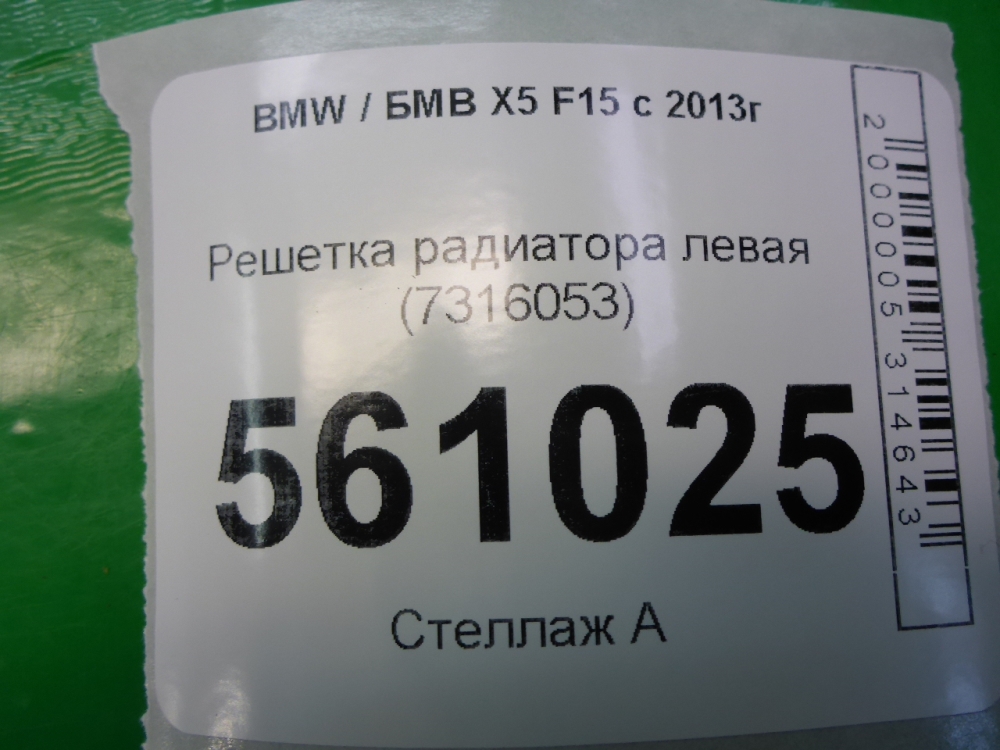 BMW / БМВ X5 F15 с 2013г
Решетка радиатора левая
(7316053)
561025
Стеллаж А
2000005314643